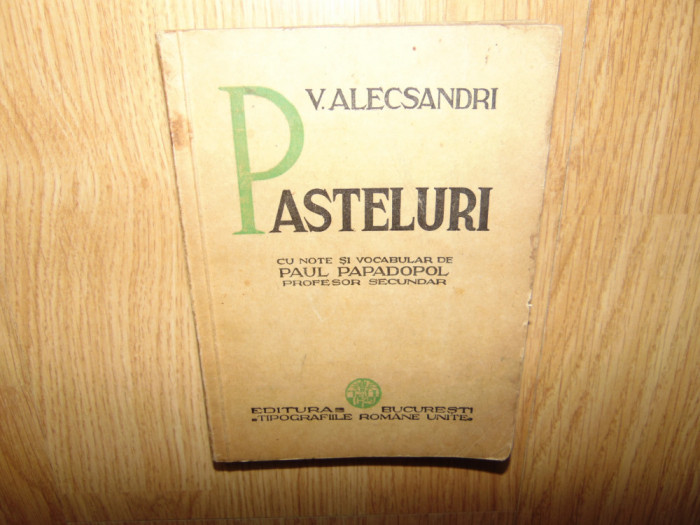 V. ALECSANDRI
PASTELURI
CU NOTE ȘI VOCABULAR DE
PAUL PAPADOPOL
PROFESOR SECUNDAR
EDITURA BUCUREȘTI
„TIPOGRAFIILE ROMÂNE UNITE"